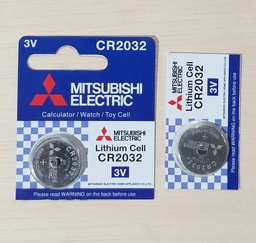 3V CR2032
MITSUBISHI
ELECTRIC
Calculator / Watch / Toy Cell
MITSUBISHI
ELECTRIC
Lithium Cell
CR2032
3V
Please read WARNING on the back before use
MITSUBISHI
ELECTRIC
Lithium Cell
CR2032
3V
CR2032
Please read WARNING on the back before use